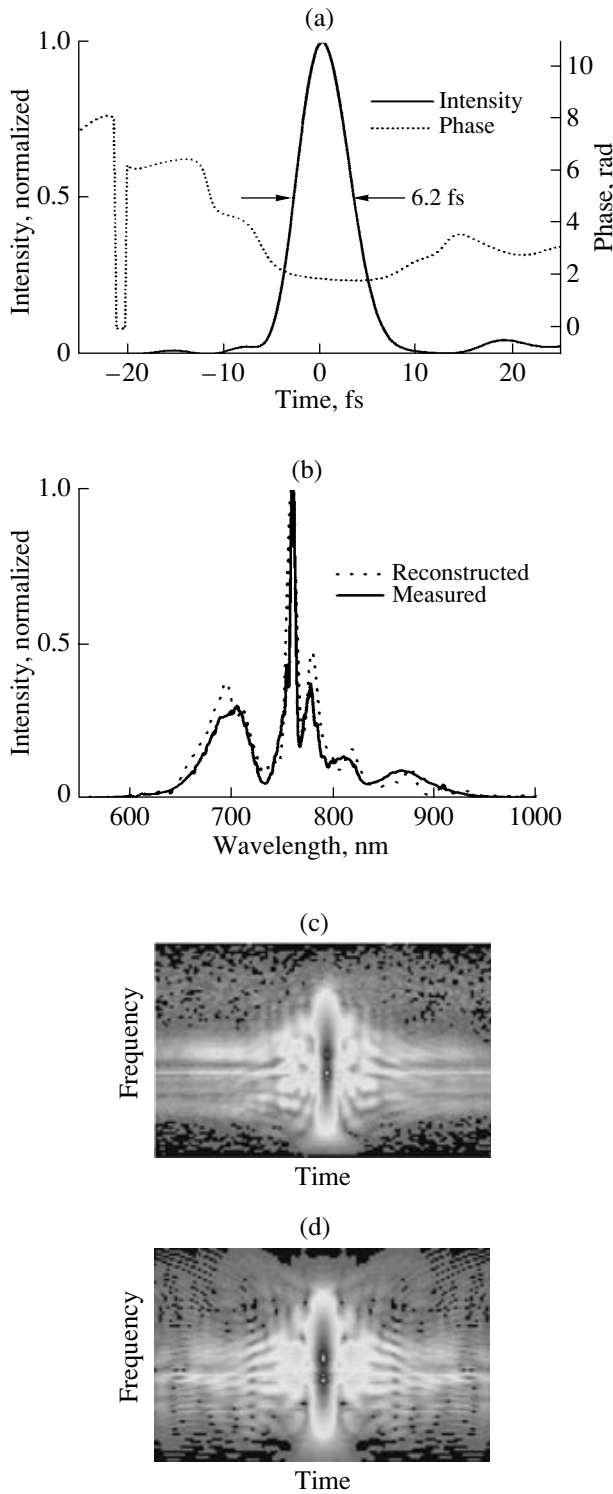 (a)
1.0
0.5
0
Intensity, normalized
Intensity
Phase
6.2 fs
10
8
6
4
2
0
Phase, rad
−20
−10
0
10
20
Time, fs
(b)
1.0
0.5
0
Intensity, normalized
Reconstructed
Measured
600
700
800
900
1000
Wavelength, nm
(c)
Frequency
Time
(d)
Frequency
Time